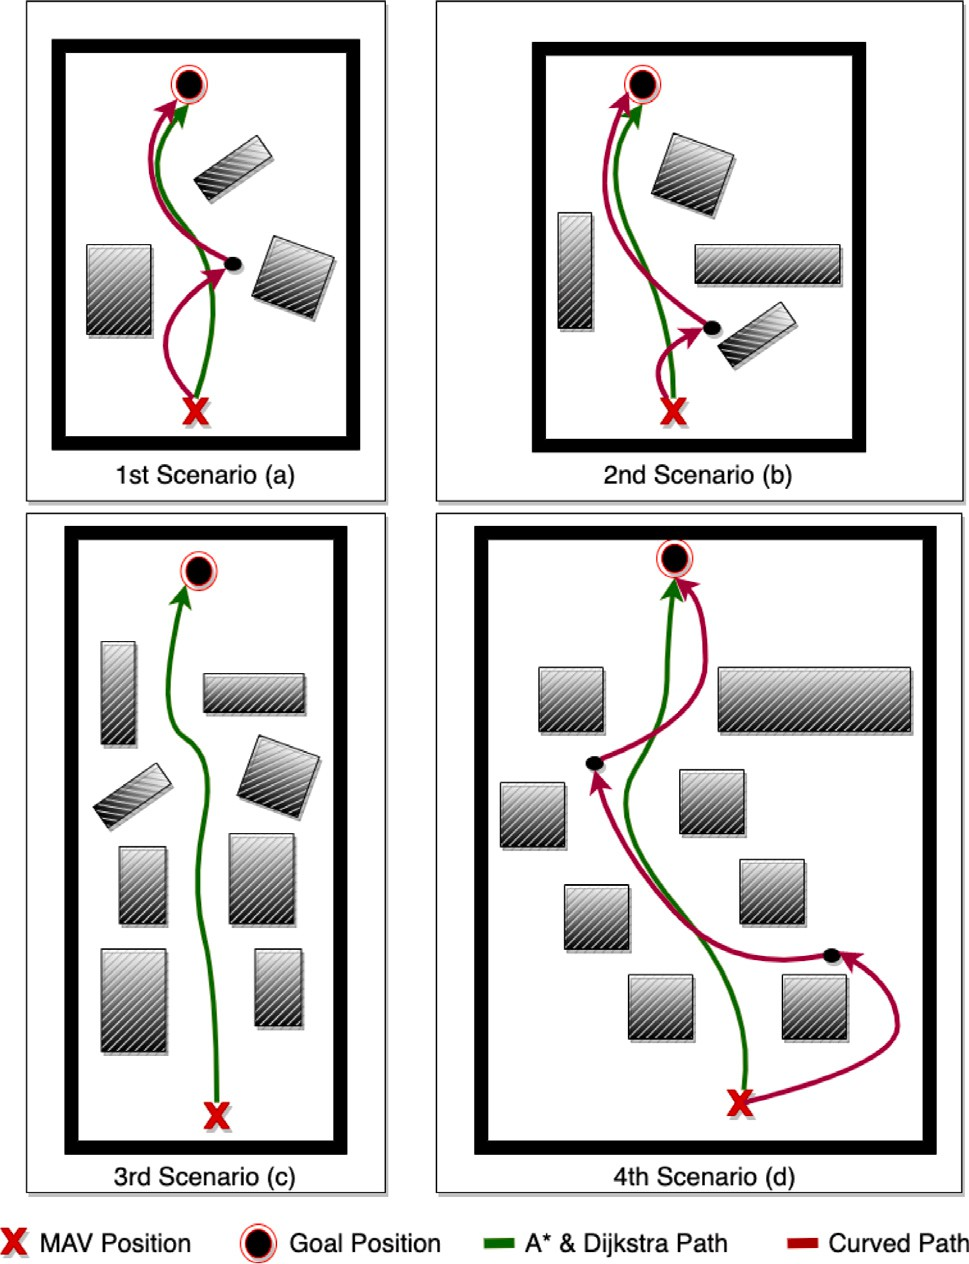 1st Scenario (a)
2nd Scenario (b)
3rd Scenario (c)
4th Scenario (d)
X MAV Position
Goal Position
A* & Dijkstra Path
Curved Path